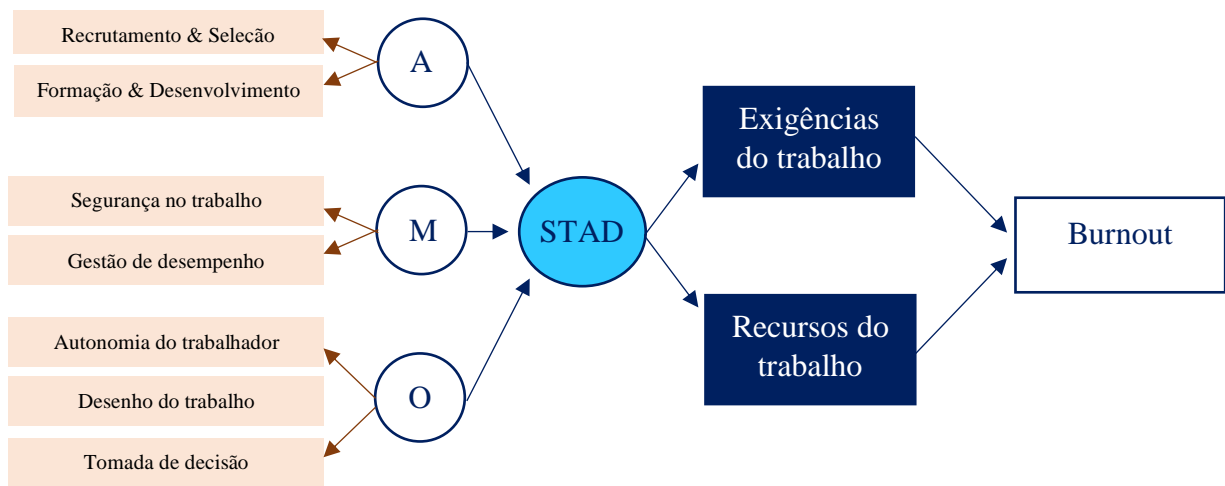 Recrutamento & Selecão
Formação & Desenvolvimento
A
Segurança no trabalho
Gestão de desempenho
M
Autonomia do trabalhador
Desenho do trabalho
Tomada de decisão
O
STAD
Exigências
do trabalho
Recursos do
trabalho
Burnout